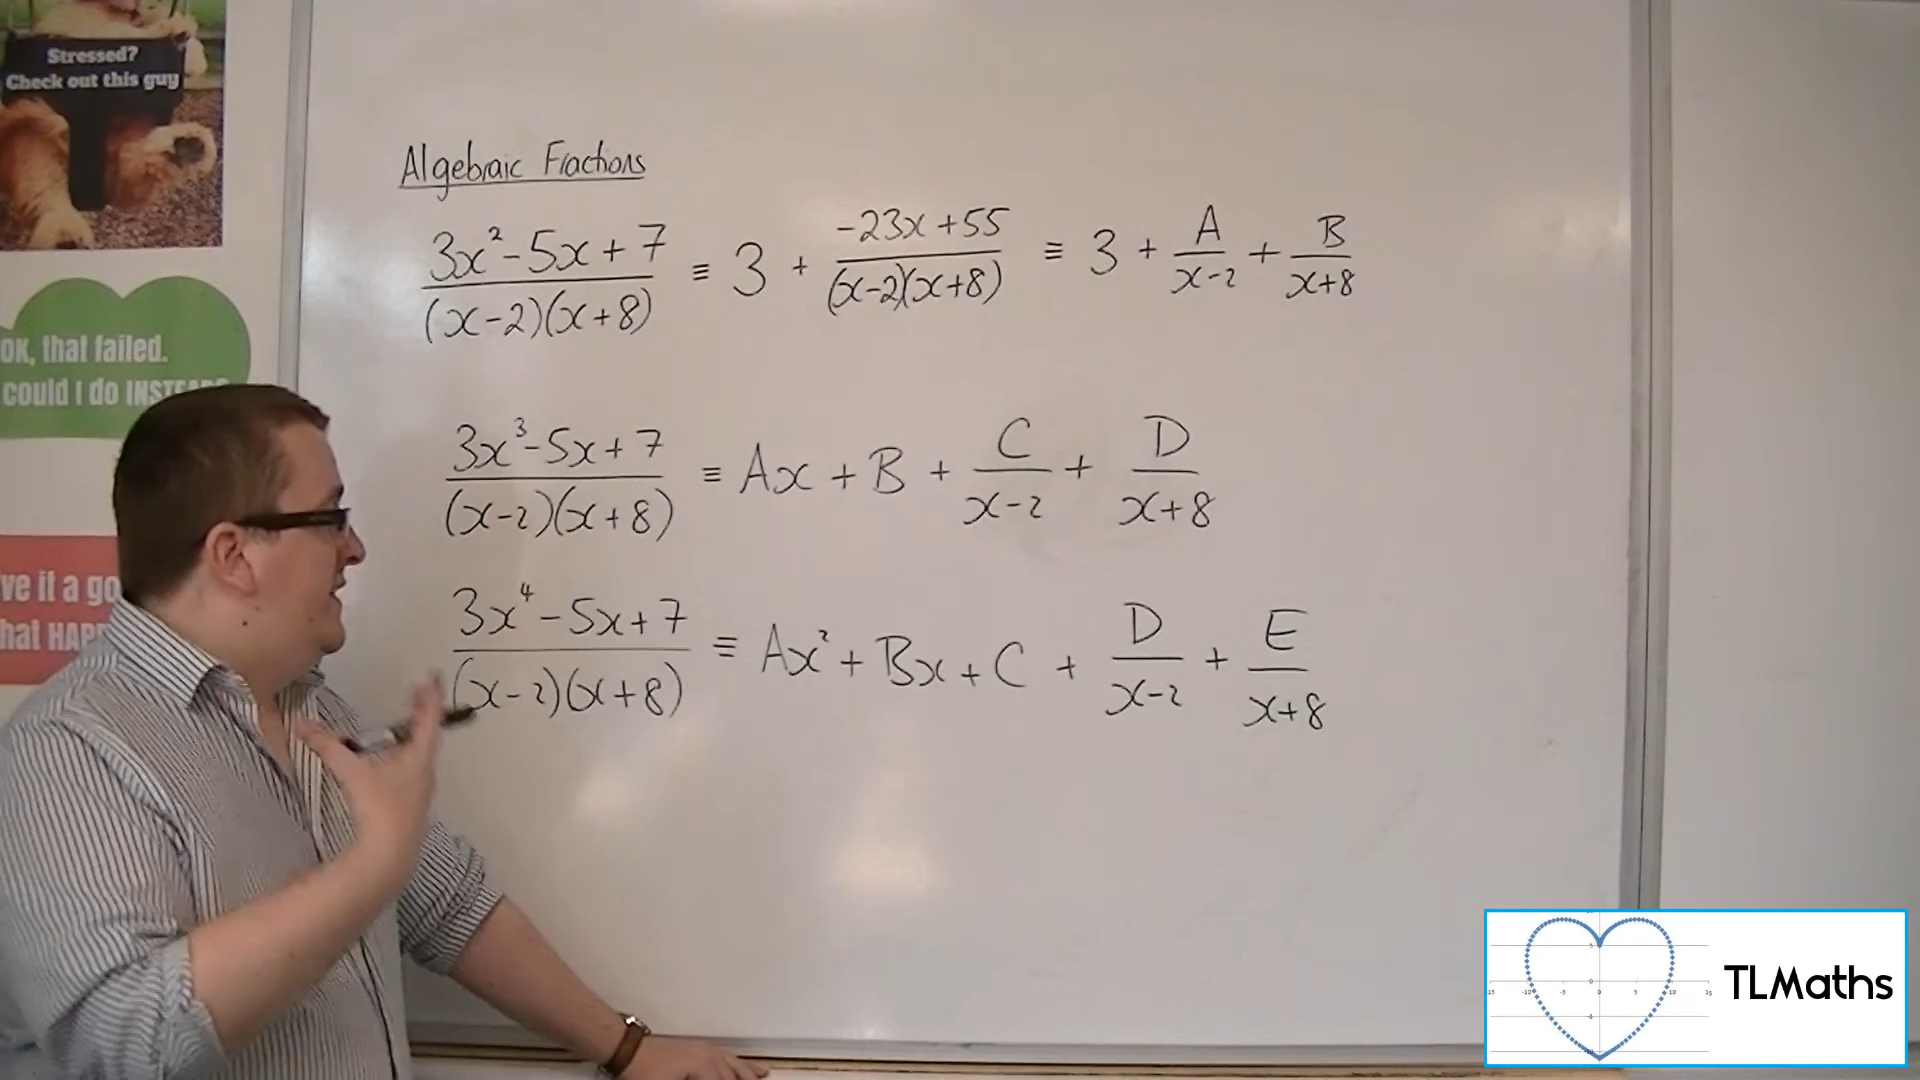 Stressed?
Check out this guy
OK, that failed.
could I do INSTEAD?
ve it a go
hat HAPP
Algebraic Fractions
3x² - 5x + 7 / (x-2)(x+8) ≡ 3 + -23x + 55 / (x-2)(x+8) ≡ 3 + A / x-2 + B / x+8
3x³ - 5x + 7 / (x-2)(x+8) ≡ Ax + B + C / x-2 + D / x+8
3x⁴ - 5x + 7 / (x-2)(x+8) ≡ Ax² + Bx + C + D / x-2 + E / x+8
TLMaths